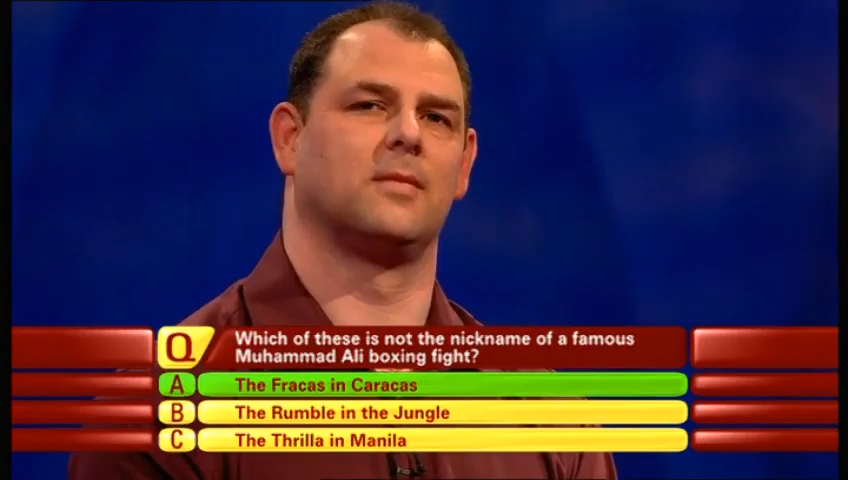 Q
Which of these is not the nickname of a famous
Muhammad Ali boxing fight?
A The Fracas in Caracas
B The Rumble in the Jungle
C The Thrilla in Manila